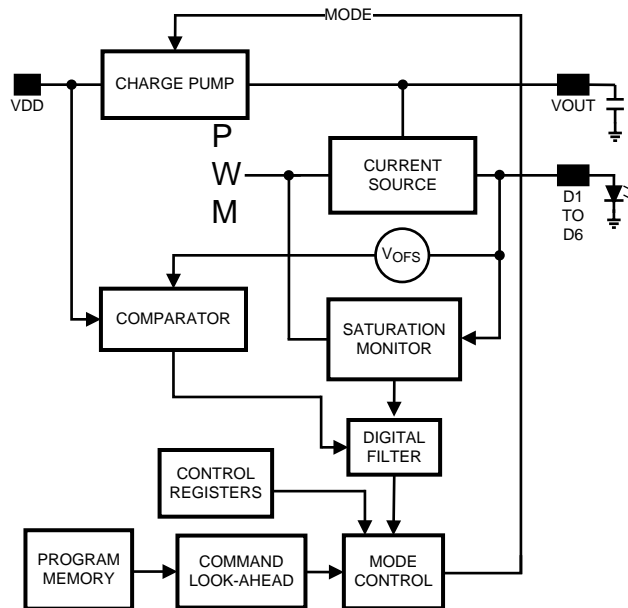 MODE
CHARGE PUMP
VDD
VOUT
P
W
M
CURRENT
SOURCE
D1
TO
D6
VOFS
COMPARATOR
SATURATION
MONITOR
DIGITAL
FILTER
CONTROL
REGISTERS
PROGRAM
MEMORY
COMMAND
LOOK-AHEAD
MODE
CONTROL